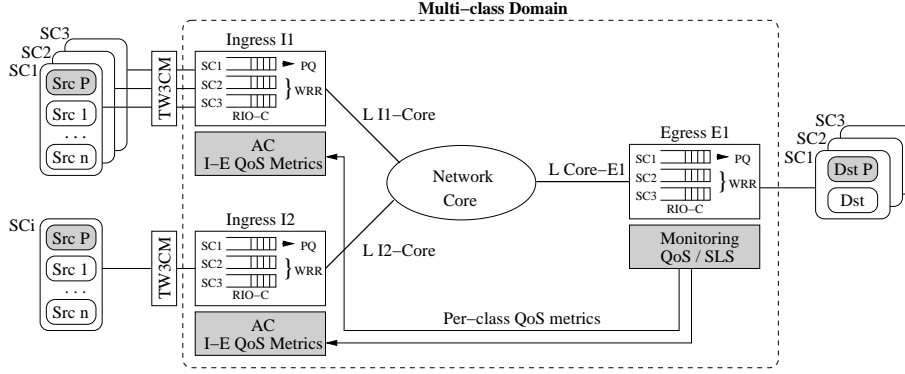 Multi–class Domain
SC3
SC2
SC1
Src P
Src 1
. . .
Src n
TW3CM
Ingress I1
SC1
PQ
SC2
} WRR
SC3
RIO–C
AC
I–E QoS Metrics
L I1–Core
Network
Core
L Core–E1
Egress E1
SC1
PQ
SC2
} WRR
SC3
RIO–C
Monitoring
QoS / SLS
SC3
SC2
SC1
Dst P
Dst
SCi
Src P
Src 1
. . .
Src n
TW3CM
Ingress I2
SC1
PQ
SC2
} WRR
SC3
RIO–C
AC
I–E QoS Metrics
L I2–Core
Per–class QoS metrics